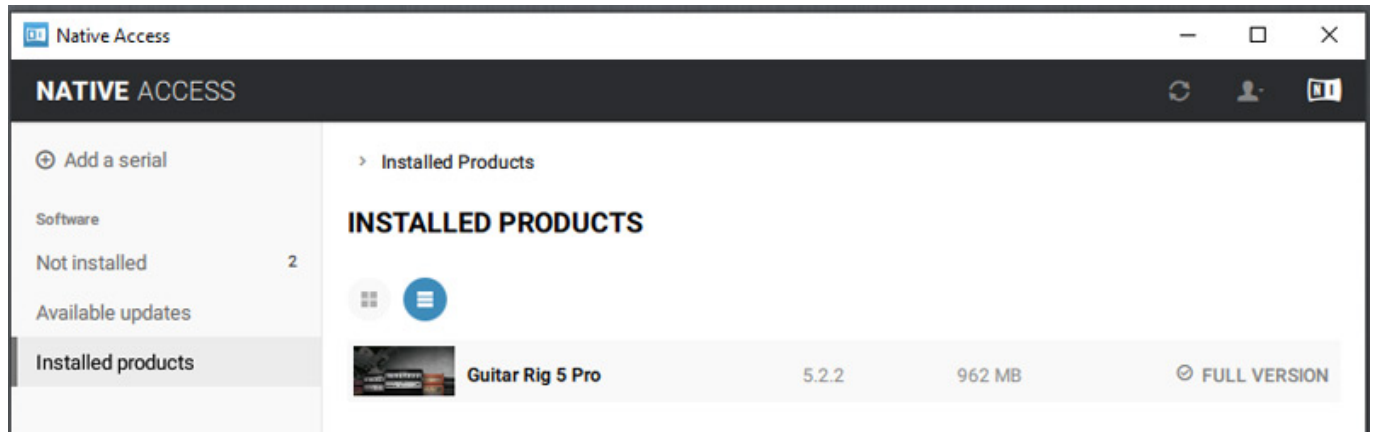 Native Access
NATIVE ACCESS
NI
Add a serial
Software
Not installed 2
Available updates
Installed products
> Installed Products
INSTALLED PRODUCTS
Guitar Rig 5 Pro 5.2.2 962 MB FULL VERSION